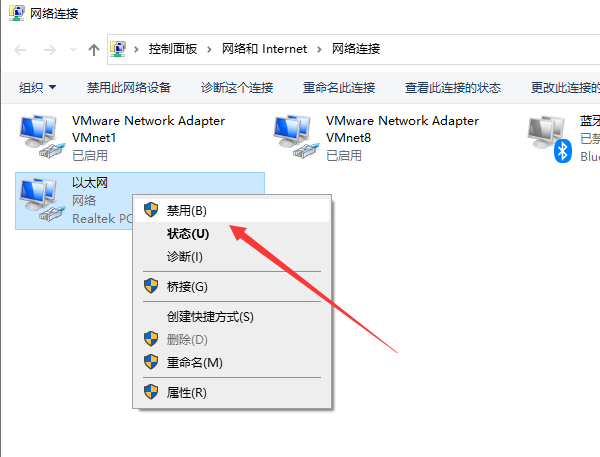 网络连接
控制面板 网络和 Internet 网络连接
组织 禁用此网络设备 诊断这个连接 重命名此连接 查看此连接的状态 更改此连接的
VMware Network Adapter
VMnet1
已启用
VMware Network Adapter
VMnet8
已启用
蓝牙
已禁
Blue
以太网
网络
Realtek PC
禁用(B)
状态(U)
诊断(I)
桥接(G)
创建快捷方式(S)
删除(D)
重命名(M)
属性(R)